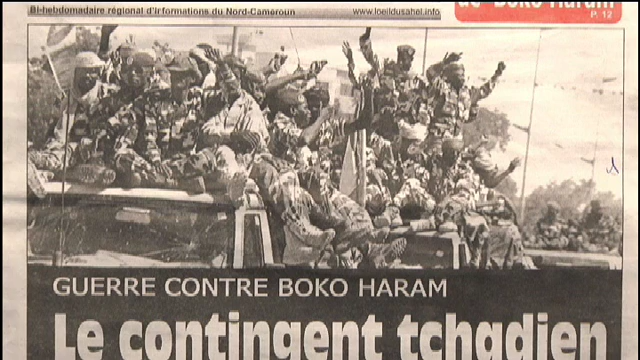 Bi-hebdomadaire régional d'informations du Nord-Cameroun
www.loeildusahel.info
de Boko Haram
P. 12
GUERRE CONTRE BOKO HARAM
Le contingent tchadien